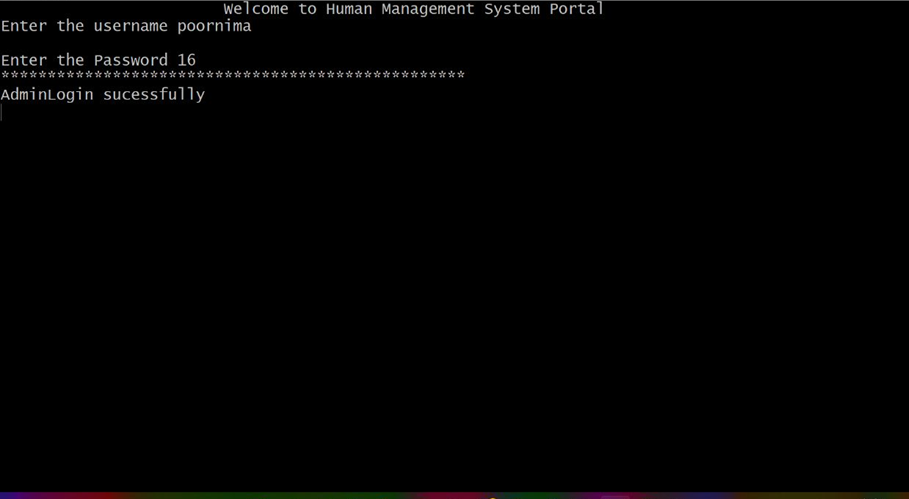 Welcome to Human Management System Portal
Enter the username poornima
Enter the Password 16
**************************************************
AdminLogin sucessfully